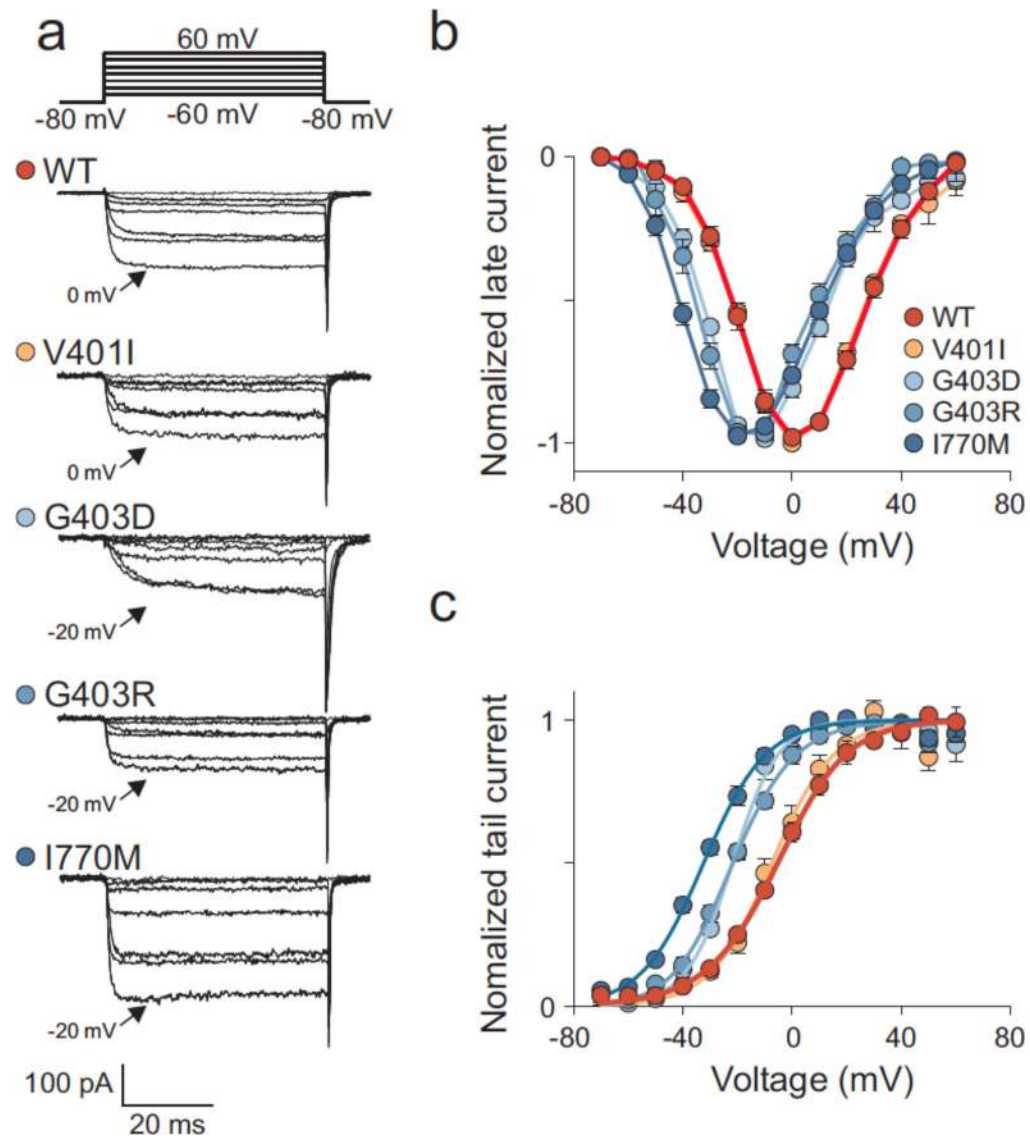 a
60 mV
-80 mV
-60 mV
-80 mV
WT
0 mV
V401I
0 mV
G403D
-20 mV
G403R
-20 mV
I770M
-20 mV
100 pA
20 ms
b
Nomalized late current
0
-1
-80
-40
0
40
80
Voltage (mV)
WT
V401I
G403D
G403R
I770M
c
Nomalized tail current
1
0
-80
-40
0
40
80
Voltage (mV)